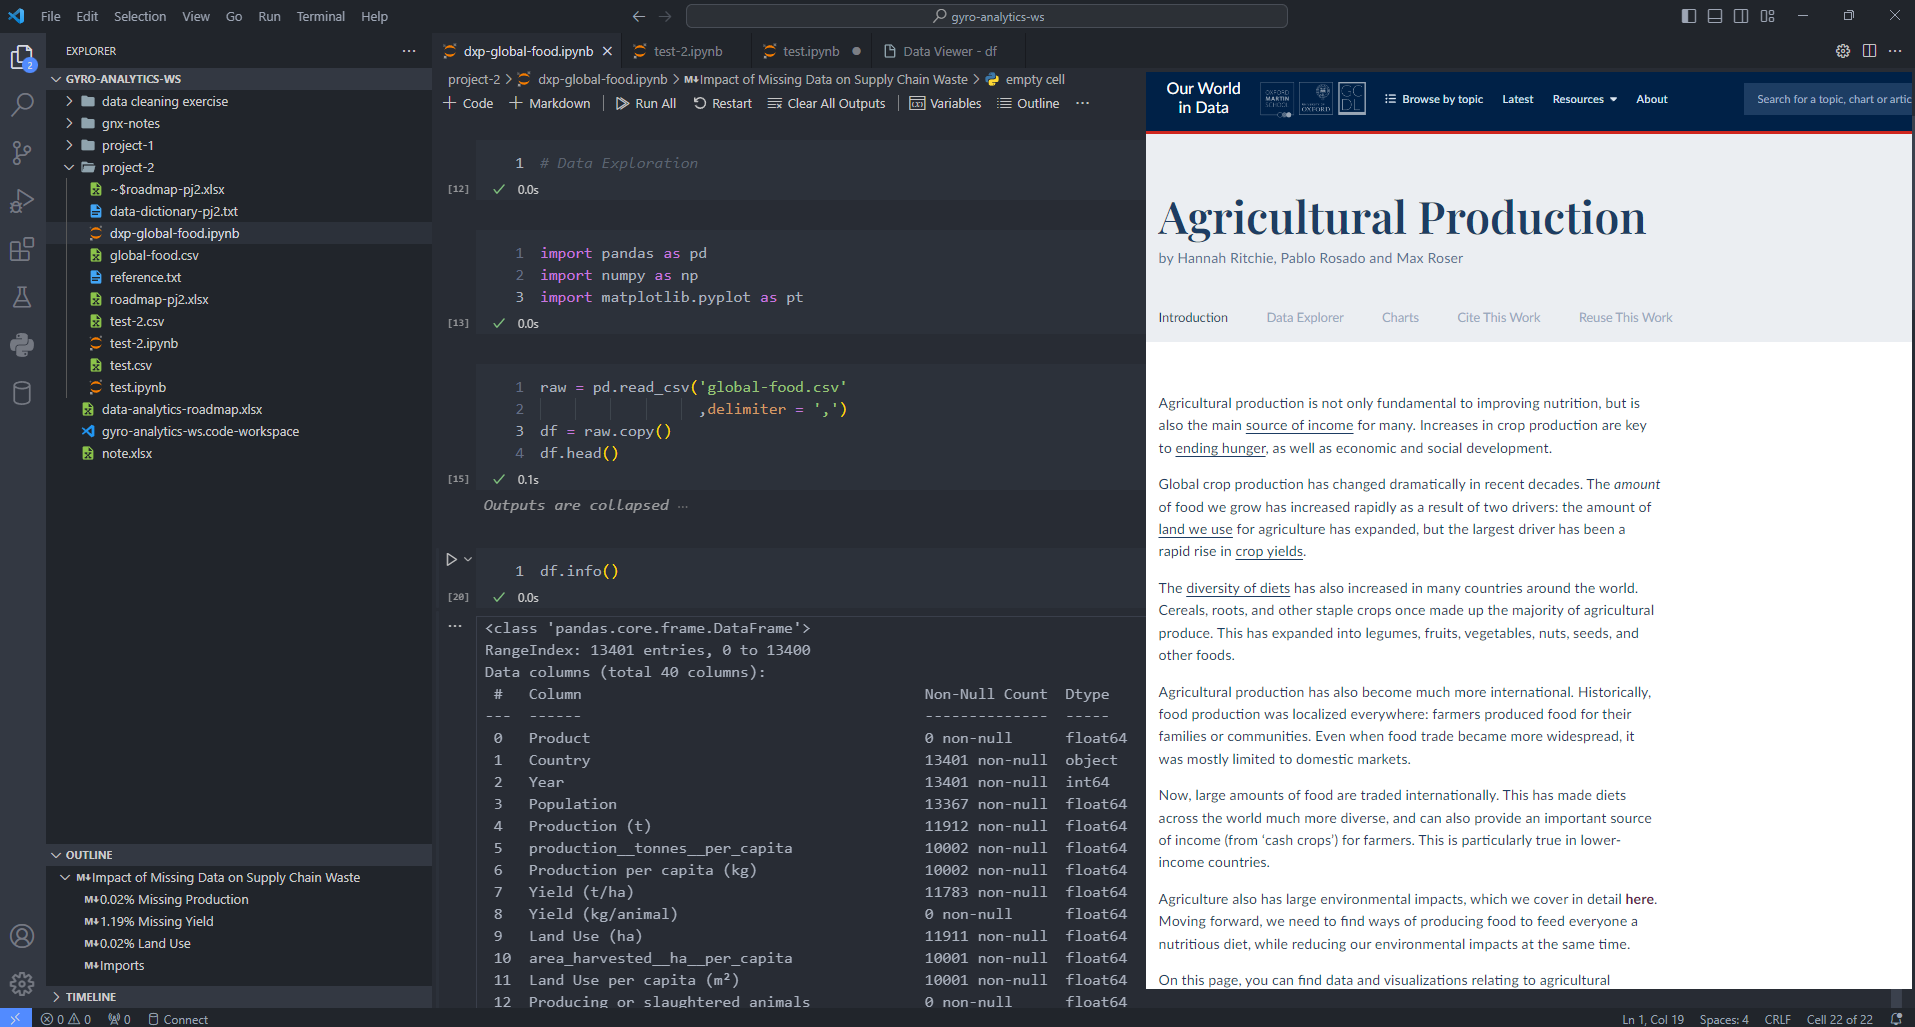 File Edit Selection View Go Run Terminal Help
gyro-analytics-ws
EXPLORER
GYRO-ANALYTICS-WS
data cleaning exercise
gnx-notes
project-1
project-2
~$roadmap-pj2.xlsx
data-dictionary-pj2.txt
dxp-global-food.ipynb
global-food.csv
reference.txt
roadmap-pj2.xlsx
test-2.csv
test-2.ipynb
test.csv
test.ipynb
data-analytics-roadmap.xlsx
gyro-analytics-ws.code-workspace
note.xlsx
OUTLINE
M↓Impact of Missing Data on Supply Chain Waste
M↓0.02% Missing Production
M↓1.19% Missing Yield
M↓0.02% Land Use
M↓Imports
TIMELINE
2
dxp-global-food.ipynb test-2.ipynb test.ipynb Data Viewer - df
project-2 > dxp-global-food.ipynb > M↓Impact of Missing Data on Supply Chain Waste > empty cell
+ Code + Markdown Run All Restart Clear All Outputs Variables Outline ...
1 # Data Exploration
[12] 0.0s
1 import pandas as pd
2 import numpy as np
3 import matplotlib.pyplot as pt
[13] 0.0s
1 raw = pd.read_csv('global-food.csv'
2 ,delimiter = ',')
3 df = raw.copy()
4 df.head()
[15] 0.1s
Outputs are collapsed ...
1 df.info()
[20] 0.0s
<class 'pandas.core.frame.DataFrame'>
RangeIndex: 13401 entries, 0 to 13400
Data columns (total 40 columns):
# Column Non-Null Count Dtype
--- ------ -------------- -----
0 Product 0 non-null float64
1 Country 13401 non-null object
2 Year 13401 non-null int64
3 Population 13367 non-null float64
4 Production (t) 11912 non-null float64
5 production__tonnes__per_capita 10002 non-null float64
6 Production per capita (kg) 10002 non-null float64
7 Yield (t/ha) 11783 non-null float64
8 Yield (kg/animal) 0 non-null float64
9 Land Use (ha) 11911 non-null float64
10 area_harvested__ha__per_capita 10001 non-null float64
11 Land Use per capita (m²) 10001 non-null float64
12 Producing or slaughtered animals 0 non-null float64
Our World
in Data
OXFORD
MARTIN
SCHOOL
OXFORD
GC
DL
Browse by topic Latest Resources About
Search for a topic, chart or artic
Agricultural Production
by Hannah Ritchie, Pablo Rosado and Max Roser
Introduction Data Explorer Charts Cite This Work Reuse This Work
Agricultural production is not only fundamental to improving nutrition, but is
also the main source of income for many. Increases in crop production are key
to ending hunger, as well as economic and social development.
Global crop production has changed dramatically in recent decades. The amount
of food we grow has increased rapidly as a result of two drivers: the amount of
land we use for agriculture has expanded, but the largest driver has been a
rapid rise in crop yields.
The diversity of diets has also increased in many countries around the world.
Cereals, roots, and other staple crops once made up the majority of agricultural
produce. This has expanded into legumes, fruits, vegetables, nuts, seeds, and
other foods.
Agricultural production has also become much more international. Historically,
food production was localized everywhere: farmers produced food for their
families or communities. Even when food trade became more widespread, it
was mostly limited to domestic markets.
Now, large amounts of food are traded internationally. This has made diets
across the world much more diverse, and can also provide an important source
of income (from ‘cash crops’) for farmers. This is particularly true in lower-
income countries.
Agriculture also has large environmental impacts, which we cover in detail here.
Moving forward, we need to find ways of producing food to feed everyone a
nutritious diet, while reducing our environmental impacts at the same time.
On this page, you can find data and visualizations relating to agricultural
0 0 0 Connect
Ln 1, Col 19 Spaces: 4 CRLF Cell 22 of 22